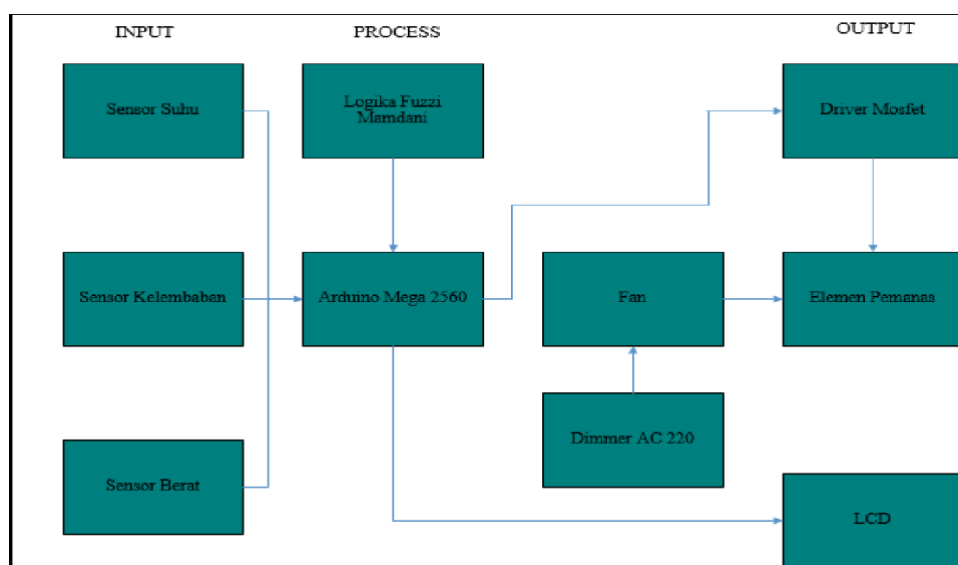 INPUT
PROCESS
OUTPUT
Sensor Suhu
Logika Fuzzi
Mamdani
Driver Mosfet
Sensor Kelembaban
Arduino Mega 2560
Fan
Elemen Pemanas
Dimmer AC 220
Sensor Berat
LCD